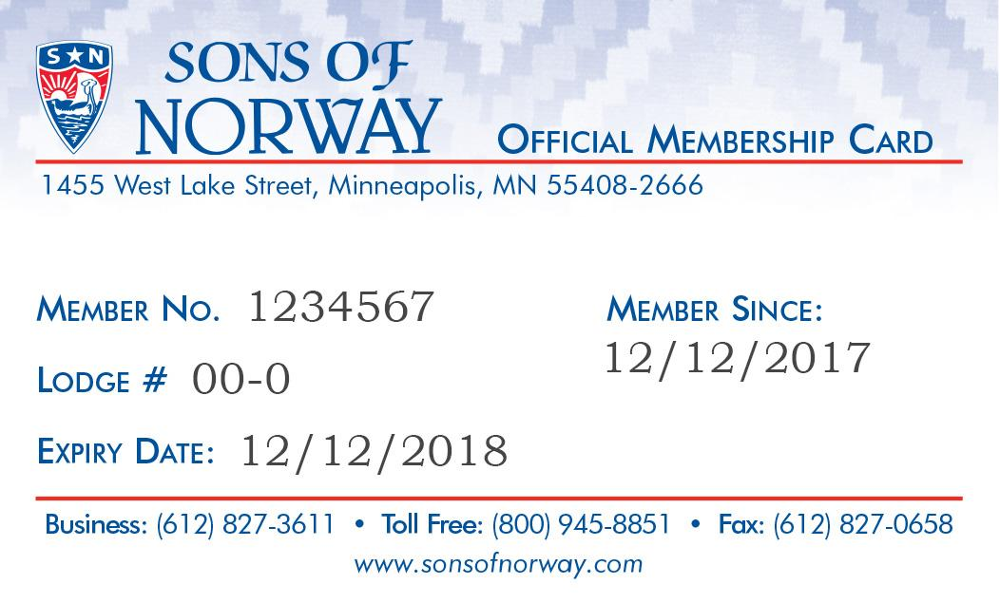 S★N
SONS OF
NORWAY
OFFICIAL MEMBERSHIP CARD
1455 West Lake Street, Minneapolis, MN 55408-2666
MEMBER NO. 1234567
MEMBER SINCE:
12/12/2017
LODGE # 00-0
EXPIRY DATE: 12/12/2018
Business: (612) 827-3611 • Toll Free: (800) 945-8851 • Fax: (612) 827-0658
www.sonsofnorway.com